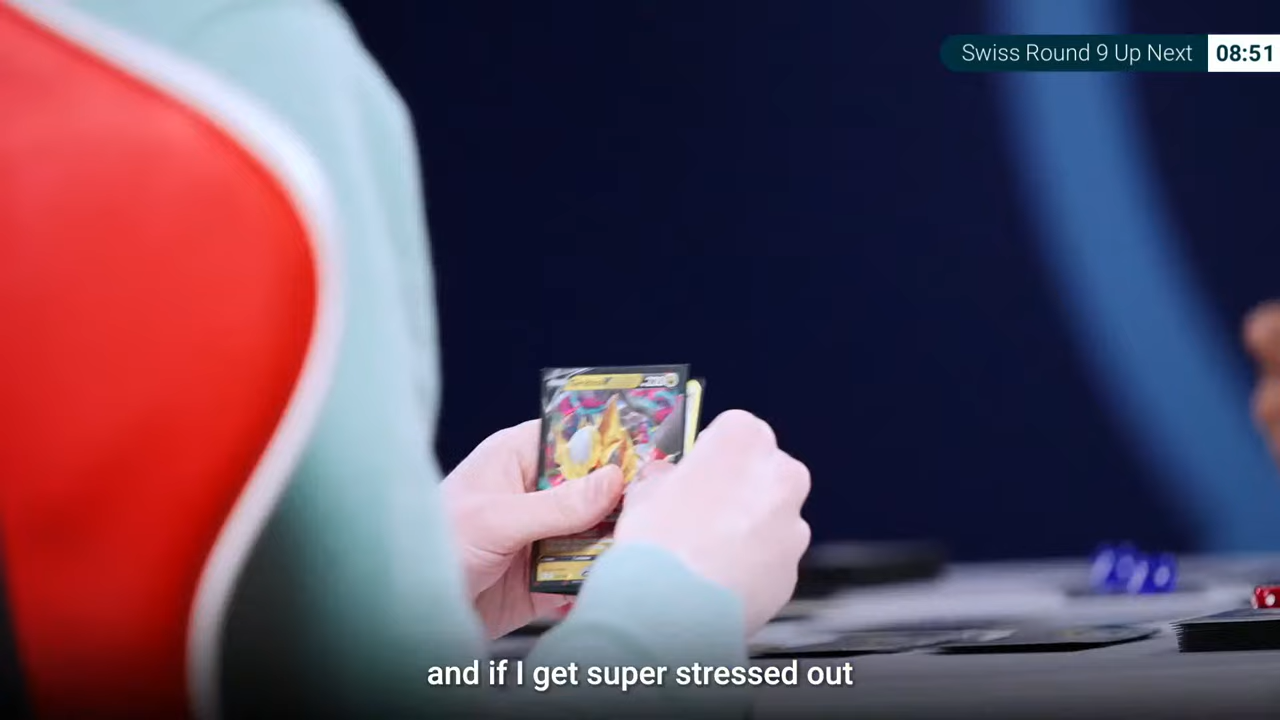 Swiss Round 9 Up Next 08:51
and if I get super stressed out